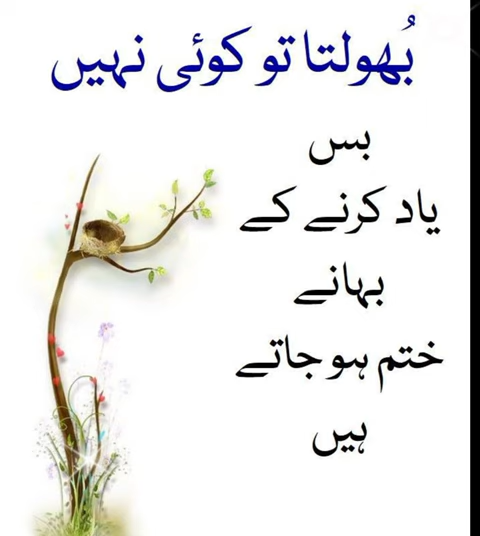 بُھولتا تو کوئی نہیں
بس
یاد کرنے کے
بہانے
ختم ہو جاتے
ہیں